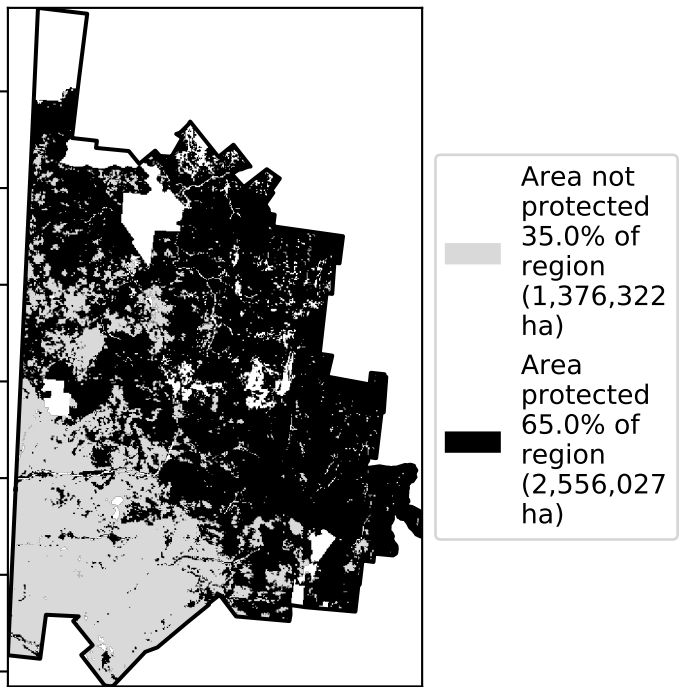 Area not
protected
35.0% of
region
(1,376,322
ha)
Area
protected
65.0% of
region
(2,556,027
ha)